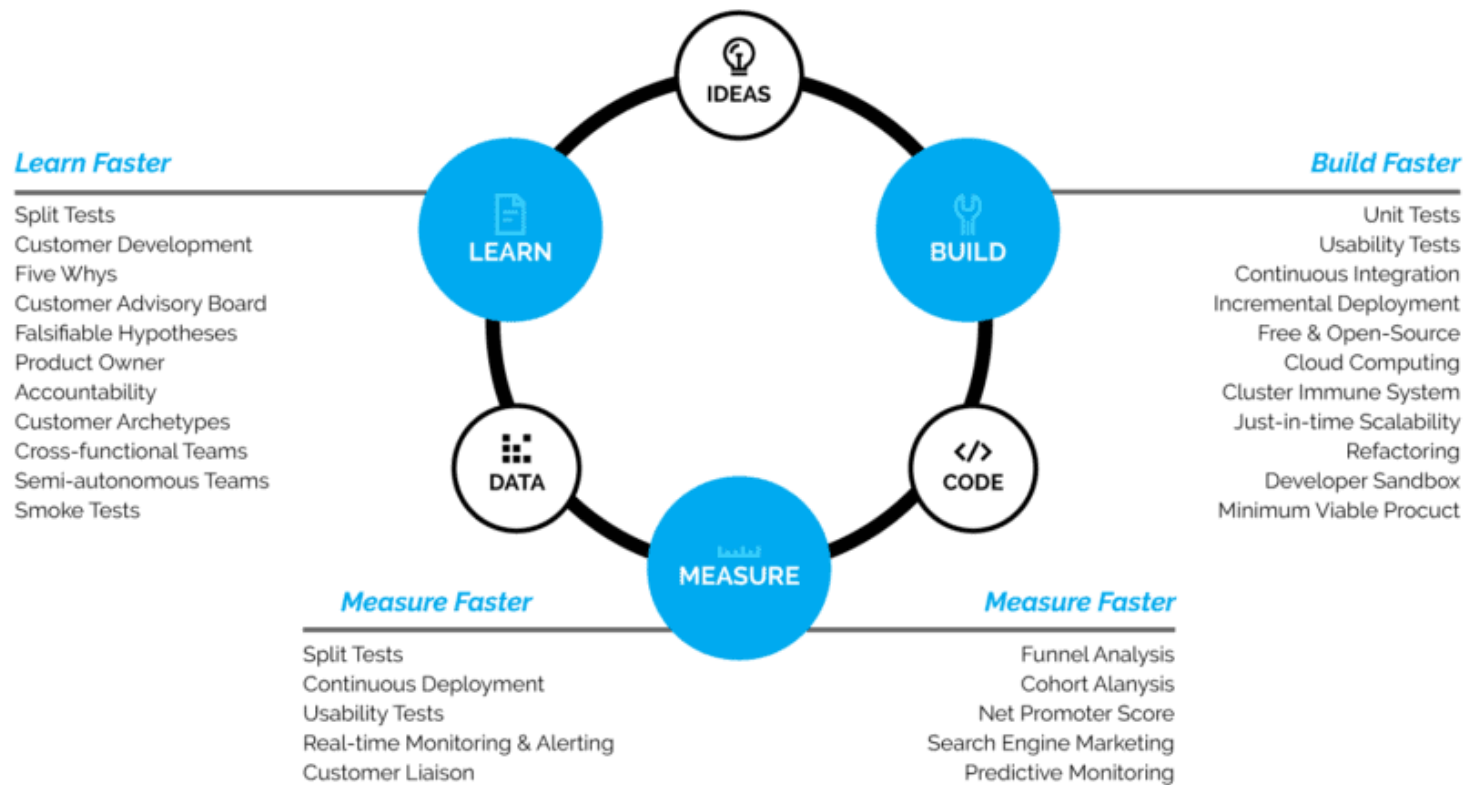 IDEAS
Learn Faster
Split Tests
Customer Development
Five Whys
Customer Advisory Board
Falsifiable Hypotheses
Product Owner
Accountability
Customer Archetypes
Cross-functional Teams
Semi-autonomous Teams
Smoke Tests
LEARN
BUILD
Build Faster
Unit Tests
Usability Tests
Continuous Integration
Incremental Deployment
Free & Open-Source
Cloud Computing
Cluster Immune System
Just-in-time Scalability
Refactoring
Developer Sandbox
Minimum Viable Procuct
DATA
</>
CODE
MEASURE
Measure Faster
Split Tests
Continuous Deployment
Usability Tests
Real-time Monitoring & Alerting
Customer Liaison
Measure Faster
Funnel Analysis
Cohort Alanysis
Net Promoter Score
Search Engine Marketing
Predictive Monitoring